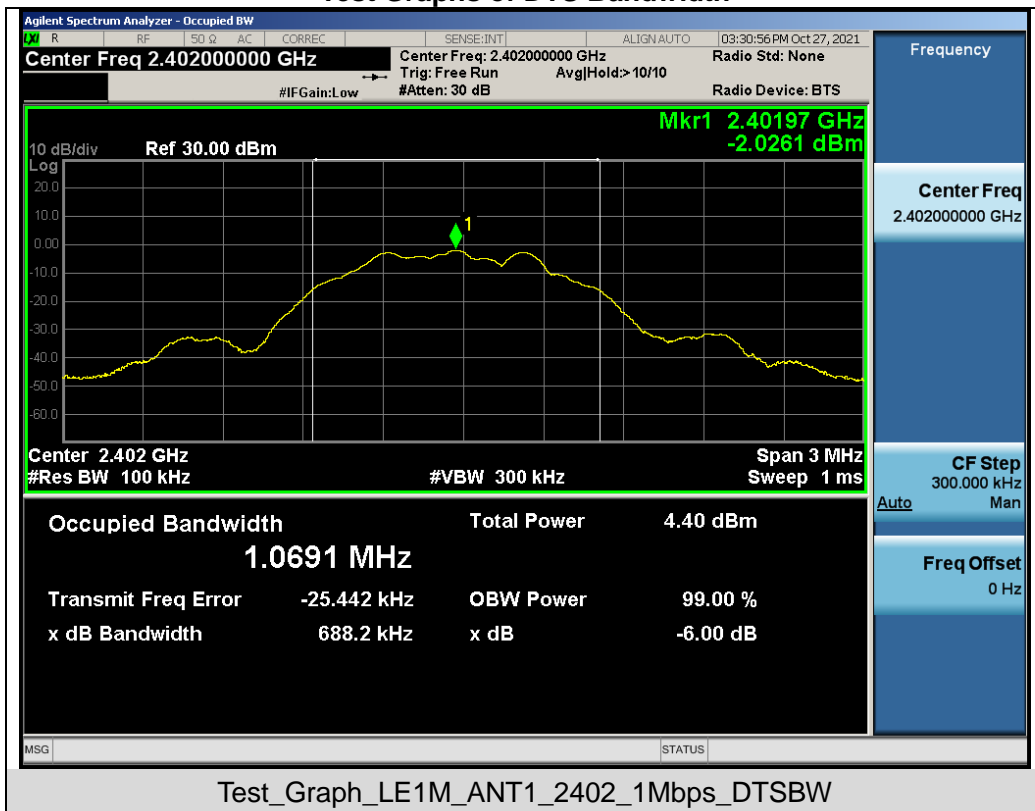 Test Graphs of DTS Bandwidth
Agilent Spectrum Analyzer - Occupied BW
LXI R RF 50 Ω AC CORREC SENSE:INT ALIGN AUTO 03:30:56 PM Oct 27, 2021
Center Freq 2.402000000 GHz
Center Freq: 2.402000000 GHz
Radio Std: None
Trig: Free Run Avg|Hold:> 10/10
#IFGain:Low #Atten: 30 dB Radio Device: BTS
Mkr1 2.40197 GHz
-2.0261 dBm
10 dB/div Ref 30.00 dBm
Log
20.0
10.0
1
0.00
-10.0
-20.0
-30.0
-40.0
-50.0
-60.0
Center 2.402 GHz Span 3 MHz
#Res BW 100 kHz #VBW 300 kHz Sweep 1 ms
Occupied Bandwidth Total Power 4.40 dBm
1.0691 MHz
Transmit Freq Error -25.442 kHz OBW Power 99.00 %
x dB Bandwidth 688.2 kHz x dB -6.00 dB
Frequency
Center Freq
2.402000000 GHz
CF Step
300.000 kHz
Auto Man
Freq Offset
0 Hz
MSG STATUS
Test_Graph_LE1M_ANT1_2402_1Mbps_DTSBW